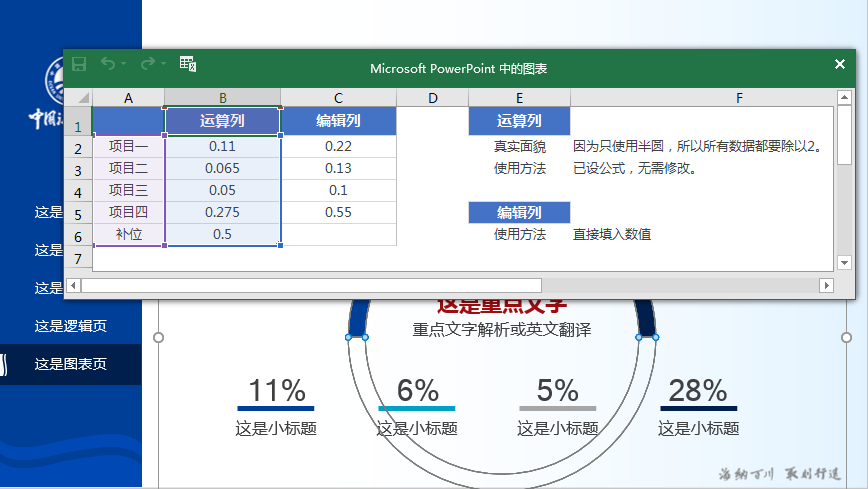 Microsoft PowerPoint 中的图表
A B C D E F
1 运算列 编辑列 运算列
2 项目一 0.11 0.22 真实面貌 因为只使用半圆，所以所有数据都要除以2。
3 项目二 0.065 0.13 使用方法 已设公式，无需修改。
4 项目三 0.05 0.1
5 项目四 0.275 0.55 编辑列
6 补位 0.5 使用方法 直接填入数值
7
这是
这是
这是
这是逻辑页
这是图表页
这是重点文字
重点文字解析或英文翻译
11% 6% 5% 28%
这是小标题 这是小标题 这是小标题 这是小标题
海纳百川 取则行远